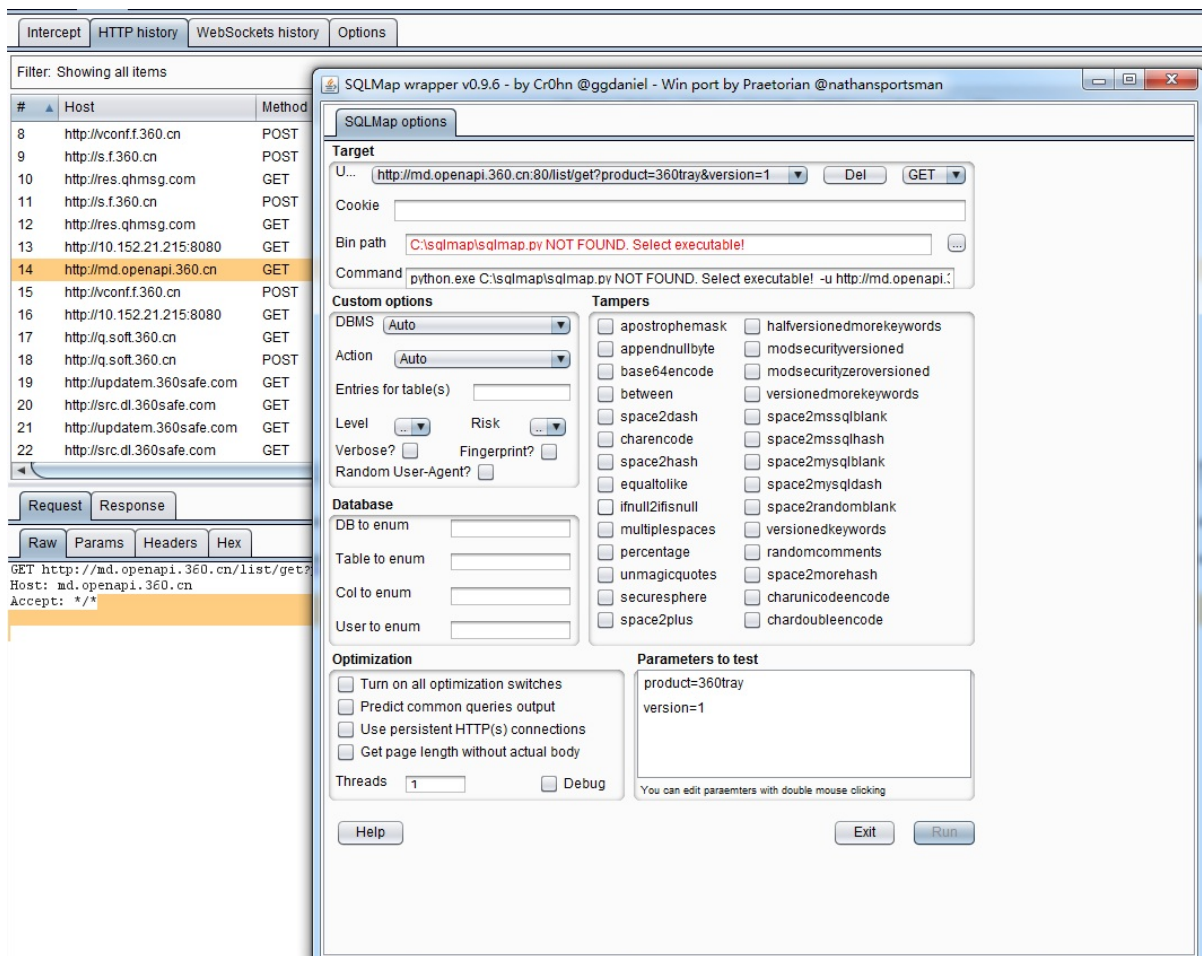 Intercept HTTP history WebSockets history Options
Filter: Showing all items
# Host Method
8 http://vconf.f.360.cn POST
9 http://s.f.360.cn POST
10 http://res.qhmsg.com GET
11 http://s.f.360.cn POST
12 http://res.qhmsg.com GET
13 http://10.152.21.215:8080 GET
14 http://md.openapi.360.cn GET
15 http://vconf.f.360.cn POST
16 http://10.152.21.215:8080 GET
17 http://q.soft.360.cn GET
18 http://q.soft.360.cn POST
19 http://updatem.360safe.com GET
20 http://src.dl.360safe.com GET
21 http://updatem.360safe.com GET
22 http://src.dl.360safe.com GET
Request Response
Raw Params Headers Hex
GET http://md.openapi.360.cn/list/get?
Host: md.openapi.360.cn
Accept: */*
SQLMap wrapper v0.9.6 - by Cr0hn @ggdaniel - Win port by Praetorian @nathansportsman
SQLMap options
Target
U... http://md.openapi.360.cn:80/list/get?product=360tray&version=1 Del GET
Cookie
Bin path C:\sqlmap\sqlmap.py NOT FOUND. Select executable! ...
Command python.exe C:\sqlmap\sqlmap.py NOT FOUND. Select executable! -u http://md.openapi.
Custom options
DBMS Auto
Action Auto
Entries for table(s)
Level .. Risk ..
Verbose? Fingerprint?
Random User-Agent?
Tampers
apostrophemask halfversionedmorekeywords
appendnullbyte modsecurityversioned
base64encode modsecurityzeroversioned
between versionedmorekeywords
space2dash space2mssqlblank
charencode space2mssqlhash
space2hash space2mysqlblank
equaltolike space2mysqldash
ifnull2ifisnull space2randomblank
multiplespaces versionedkeywords
percentage randomcomments
unmagicquotes space2morehash
securesphere charunicodeencode
space2plus chardoubleencode
Database
DB to enum
Table to enum
Col to enum
User to enum
Optimization
Turn on all optimization switches
Predict common queries output
Use persistent HTTP(s) connections
Get page length without actual body
Threads 1 Debug
Parameters to test
product=360tray
version=1
You can edit paraemters with double mouse clicking
Help Exit Run